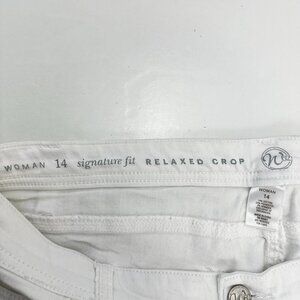 WOMAN 14 signature fit RELAXED CROP W
WOMAN
14
W